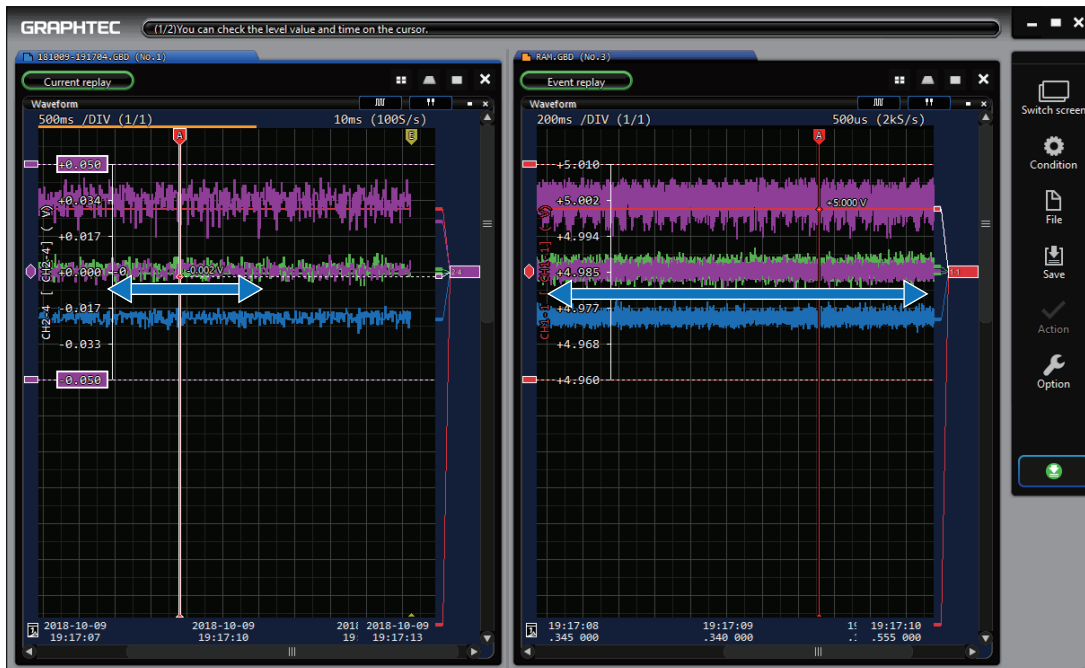 GRAPHTEC
(1/2)You can check the level value and time on the cursor.
181009-191704.GBD (No.1)
Current replay
Waveform
500ms /DIV (1/1)
10ms (100S/s)
A
E
+0.050
+0.034
+0.017
+0.000
-0.002 V
-0.017
-0.033
-0.050
CH2-4 [ (CH2-4] ( V)
2-4
2018-10-09
19:17:07
2018-10-09
19:17:10
2018-10-09
19:17:13
RAM.GBD (No.3)
Event replay
Waveform
200ms /DIV (1/1)
500us (2kS/s)
A
+5.010
+5.002
+5.000 V
+4.994
+4.985
+4.977
+4.968
+4.960
1-1
19:17:08
.345 000
19:17:09
.340 000
19:17:10
.555 000
Switch screen
Condition
File
Save
Action
Option